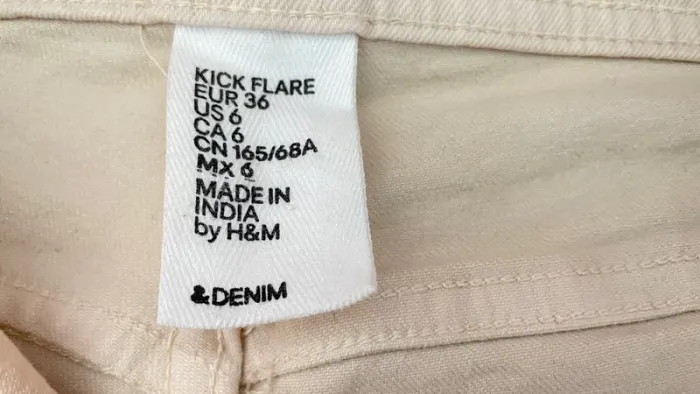 KICK FLARE
EUR 36
US 6
CA 6
CN 165/68A
MX 6
MADE IN
INDIA
by H&M
&DENIM